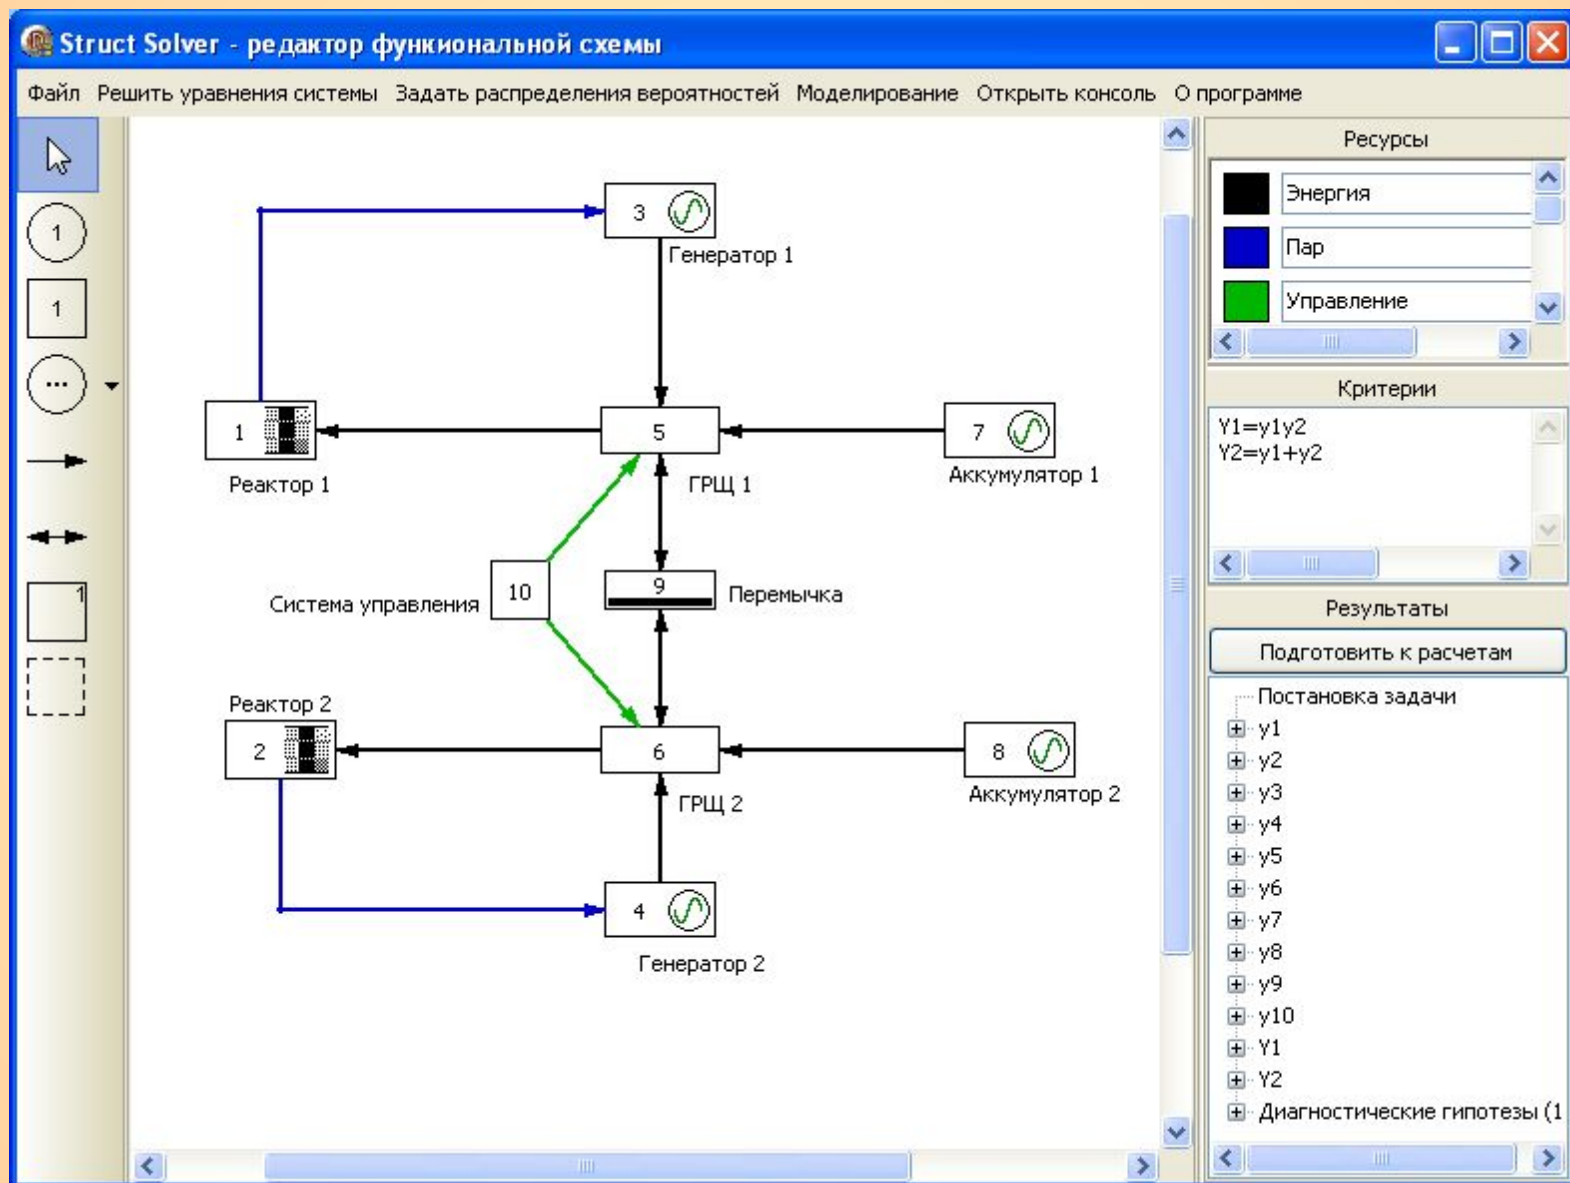 Struct Solver - редактор функиональной схемы
Файл Решить уравнения системы Задать распределения вероятностей Моделирование Открыть консоль О программе
1
1
...
1
3
Генератор 1
1
Реактор 1
5
ГРЩ 1
7
Аккумулятор 1
10
Система управления
9
Перемычка
Реактор 2
2
6
ГРЩ 2
8
Аккумулятор 2
4
Генератор 2
Ресурсы
Энергия
Пар
Управление
Критерии
Y1=y1y2
Y2=y1+y2
Результаты
Подготовить к расчетам
Постановка задачи
y1
y2
y3
y4
y5
y6
y7
y8
y9
y10
Y1
Y2
Диагностические гипотезы (1